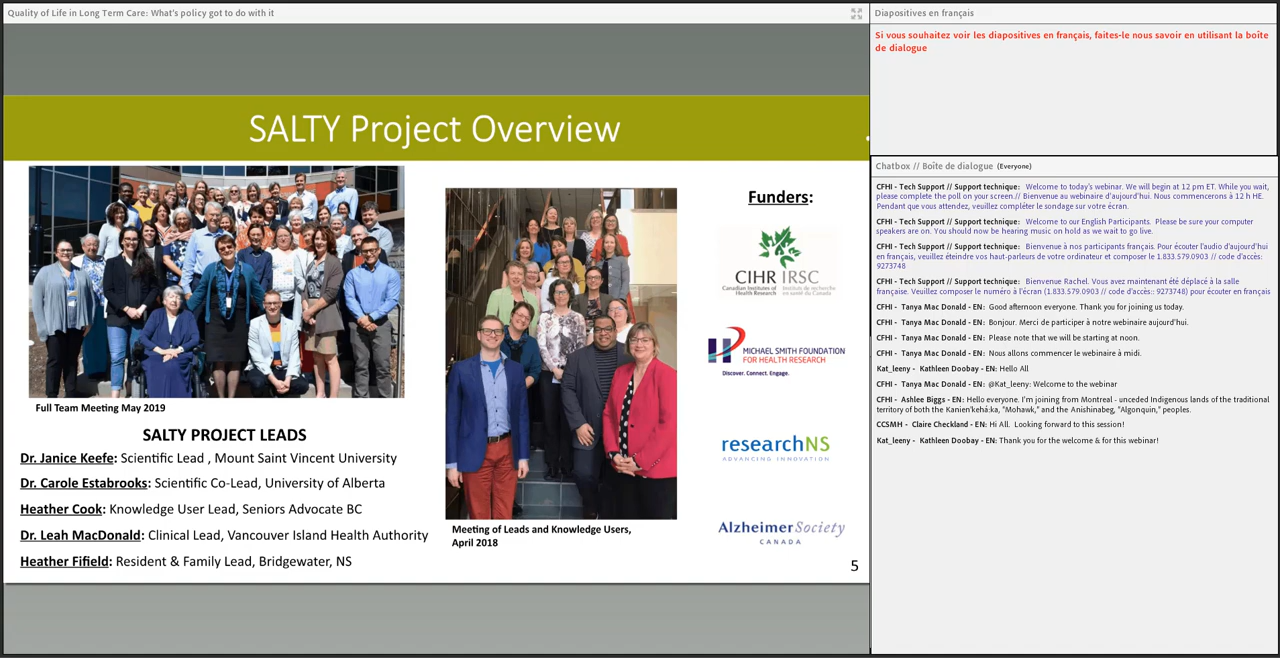 Quality of Life in Long Term Care: What's policy got to do with it
SALTY Project Overview
Full Team Meeting May 2019
SALTY PROJECT LEADS
Dr. Janice Keefe: Scientific Lead , Mount Saint Vincent University
Dr. Carole Estabrooks: Scientific Co-Lead, University of Alberta
Heather Cook: Knowledge User Lead, Seniors Advocate BC
Dr. Leah MacDonald: Clinical Lead, Vancouver Island Health Authority
Heather Fifield: Resident & Family Lead, Bridgewater, NS
Meeting of Leads and Knowledge Users,
April 2018
Funders:
CIHR IRSC
Canadian Institutes of Health Research
Instituts de recherche en santé du Canada
MICHAEL SMITH FOUNDATION
FOR HEALTH RESEARCH
Discover. Connect. Engage.
researchNS
ADVANCING INNOVATION
Alzheimer Society
CANADA
5
Diapositives en français
Si vous souhaitez voir les diapositives en français, faites-le nous savoir en utilisant la boîte
de dialogue
Chatbox // Boîte de dialogue (Everyone)
CFHI - Tech Support // Support technique: Welcome to today's webinar. We will begin at 12 pm ET. While you wait,
please complete the poll on your screen.// Bienvenue au webinaire d'aujourd'hui. Nous commencerons à 12 h HE.
Pendant que vous attendez, veuillez compléter le sondage sur votre écran.
CFHI - Tech Support // Support technique: Welcome to our English Participants. Please be sure your computer
speakers are on. You should now be hearing music on hold as we wait to go live.
CFHI - Tech Support // Support technique: Bienvenue à nos participants français. Pour écouter l'audio d'aujourd'hui
en français, veuillez éteindre vos haut-parleurs de votre ordinateur et composer le 1.833.579.0903 // code d'accès:
9273748
CFHI - Tech Support // Support technique: Bienvenue Rachel. Vous avez maintenant été déplacé à la salle
française. Veuillez composer le numéro à l'écran (1.833.579.0903 // code d'accès:: 9273748) pour écouter en français
CFHI - Tanya Mac Donald - EN: Good afternoon everyone. Thank you for joining us today.
CFHI - Tanya Mac Donald - EN: Bonjour. Merci de participer à notre webinaire aujourd'hui.
CFHI - Tanya Mac Donald - EN: Please note that we will be starting at noon.
CFHI - Tanya Mac Donald - EN: Nous allons commencer le webinaire à midi.
Kat_leeny - Kathleen Doobay - EN: Hello All
CFHI - Tanya Mac Donald - EN: @Kat_leeny: Welcome to the webinar
CFHI - Ashlee Biggs - EN: Hello everyone. I'm joining from Montreal - unceded Indigenous lands of the traditional
territory of both the Kanien'kehá:ka, "Mohawk," and the Anishinabeg, "Algonquin," peoples.
CCSMH - Claire Checkland - EN: Hi All. Looking forward to this session!
Kat_leeny - Kathleen Doobay - EN: Thank you for the welcome & for this webinar!